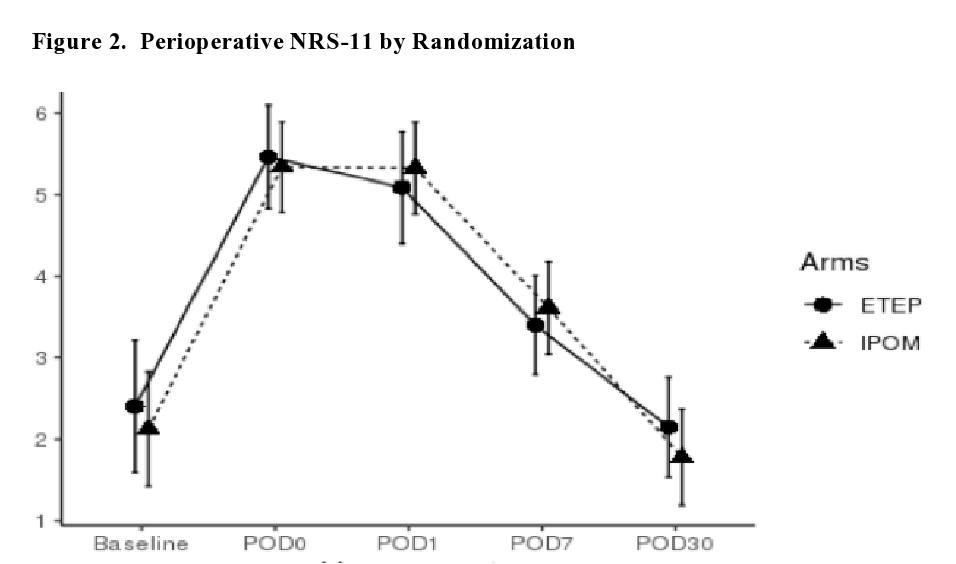 Figure 2. Perioperative NRS-11 by Randomization
6
5
4
3
2
1
Baseline POD0 POD1 POD7 POD30
Arms
ETEP
IPOM